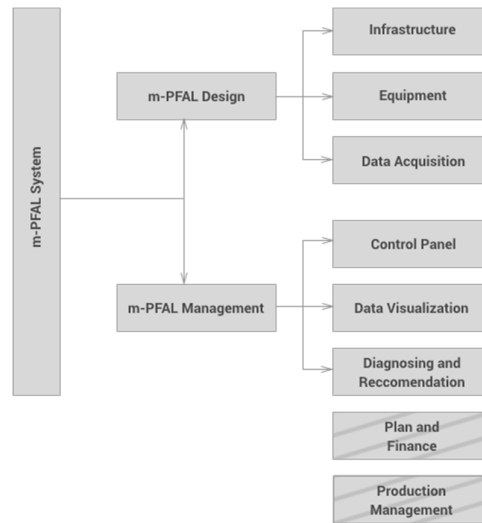 m-PFAL System
m-PFAL Design
Infrastructure
Equipment
Data Acquisition
m-PFAL Management
Control Panel
Data Visualization
Diagnosing and
Reccomendation
Plan and
Finance
Production
Management